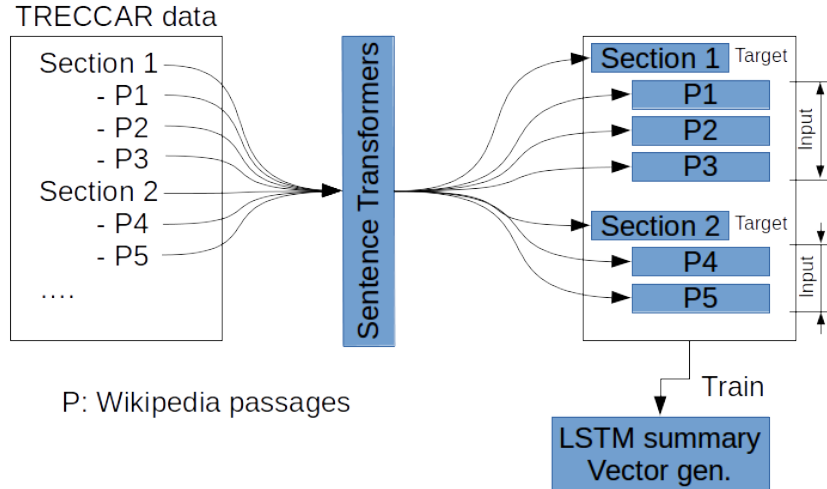 TRECCAR data
Section 1
- P1
- P2
- P3
Section 2
- P4
- P5
....
Sentence Transformers
Section 1 Target
P1
P2
P3
Input
Section 2 Target
P4
P5
Input
P: Wikipedia passages
Train
LSTM summary
Vector gen.